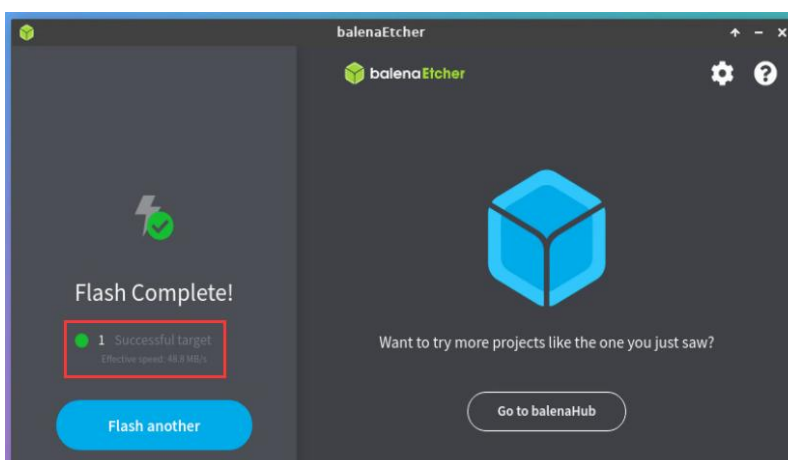 balenaEtcher
balenaEtcher
Flash Complete!
1 Successful target
Effective speed: 48.8 MB/s
Flash another
Want to try more projects like the one you just saw?
Go to balenaHub